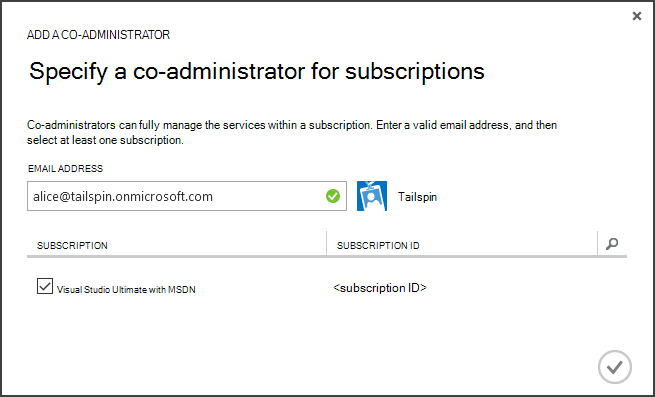 ADD A CO-ADMINISTRATOR
Specify a co-administrator for subscriptions
Co-administrators can fully manage the services within a subscription. Enter a valid email address, and then
select at least one subscription.
EMAIL ADDRESS
alice@tailspin.onmicrosoft.com
Tailspin
SUBSCRIPTION
SUBSCRIPTION ID
Visual Studio Ultimate with MSDN
<subscription ID>